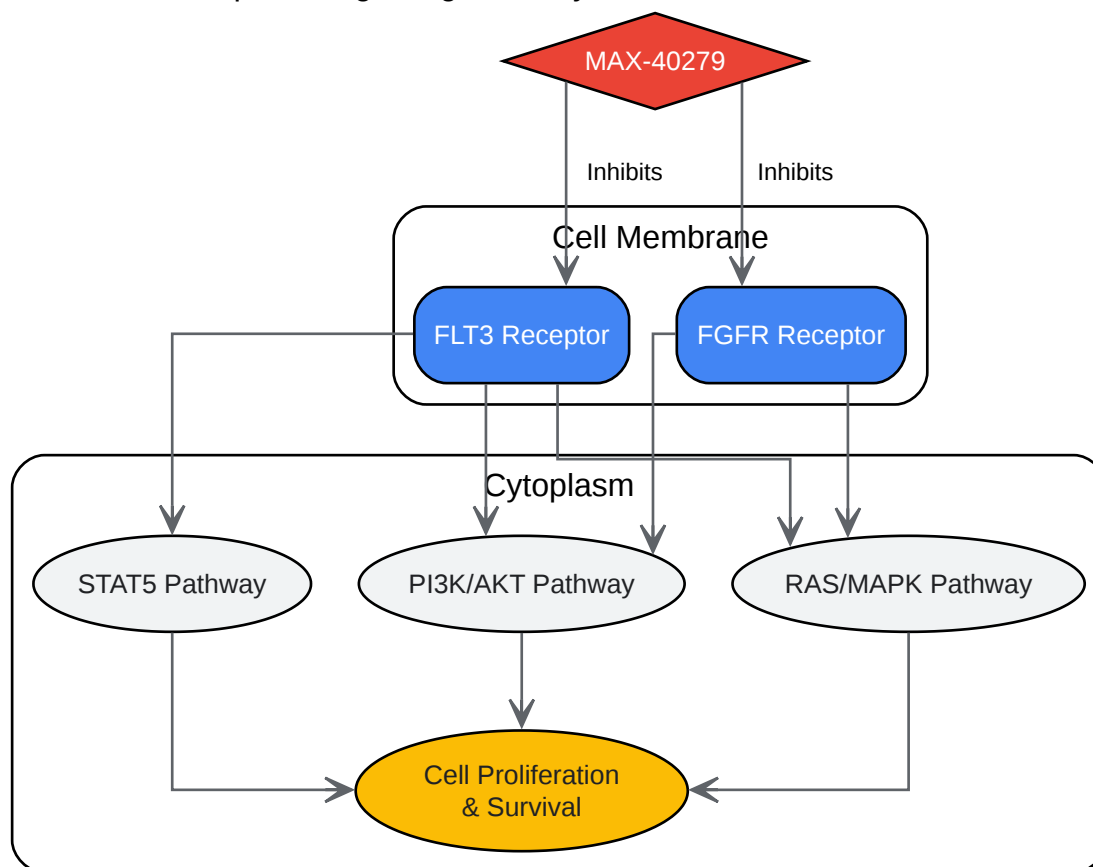 MAX-40279
Inhibits
Inhibits
Cell Membrane
FLT3 Receptor
FGFR Receptor
Cytoplasm
STAT5 Pathway
PI3K/AKT Pathway
RAS/MAPK Pathway
Cell Proliferation
& Survival